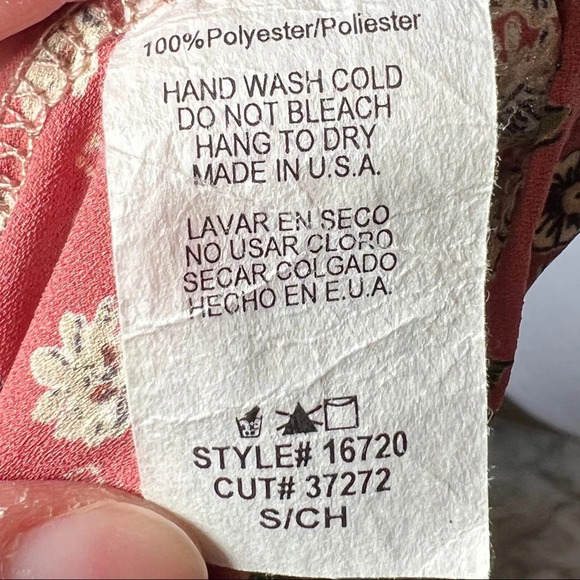 100%Polyester/Poliester
HAND WASH COLD
DO NOT BLEACH
HANG TO DRY
MADE IN U.S.A.
LAVAR EN SECO
NO USAR CLORO
SECAR COLGADO
HECHO EN E.U.A.
STYLE# 16720
CUT# 37272
S/CH